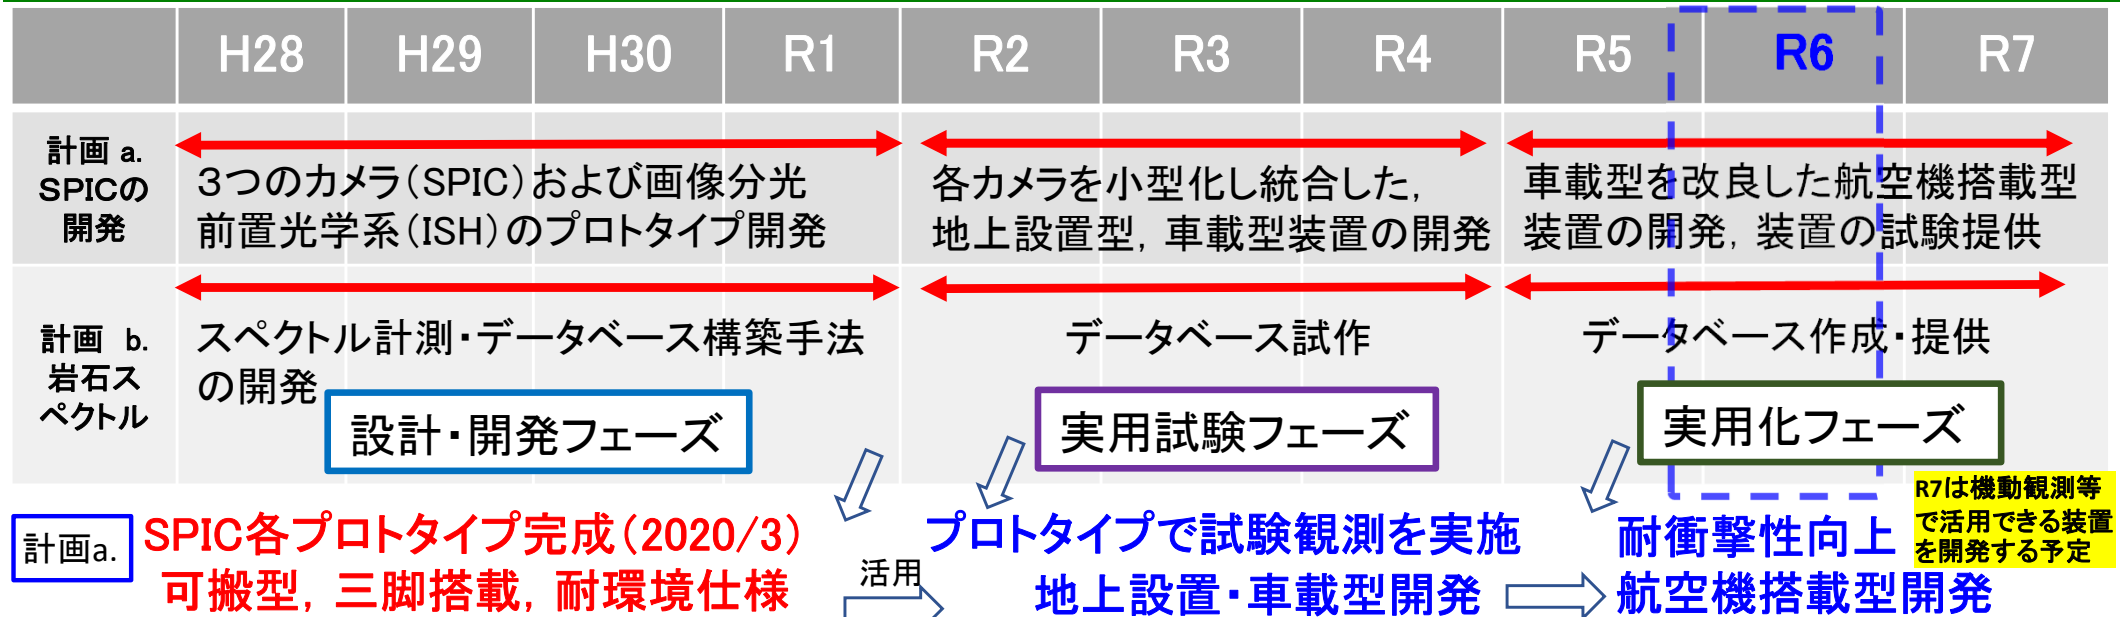 H28 H29 H30 R1 R2 R3 R4 R5 R6 R7
計画 a.
SPICの
開発
３つのカメラ（SPIC）および画像分光
前置光学系（ISH）のプロトタイプ開発
各カメラを小型化し統合した，
地上設置型，車載型装置の開発
車載型を改良した航空機搭載型
装置の開発，装置の試験提供
計画 b.
岩石ス
ペクトル
スペクトル計測・データベース構築手法
の開発
データベース試作
データベース作成・提供
設計・開発フェーズ
実用試験フェーズ
実用化フェーズ
計画a.
SPIC各プロトタイプ完成（2020/3）
可搬型，三脚搭載，耐環境仕様
活用
プロトタイプで試験観測を実施
地上設置・車載型開発
耐衝撃性向上
航空機搭載型開発
R7は機動観測等
で活用できる装置
を開発する予定